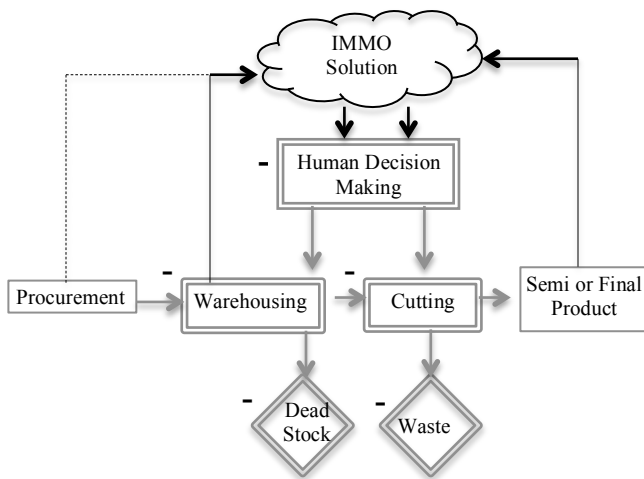 IMMO
Solution
-
Human Decision
Making
-
-
Procurement
Warehousing
Cutting
Semi or Final
Product
-
-
Dead
Stock
Waste